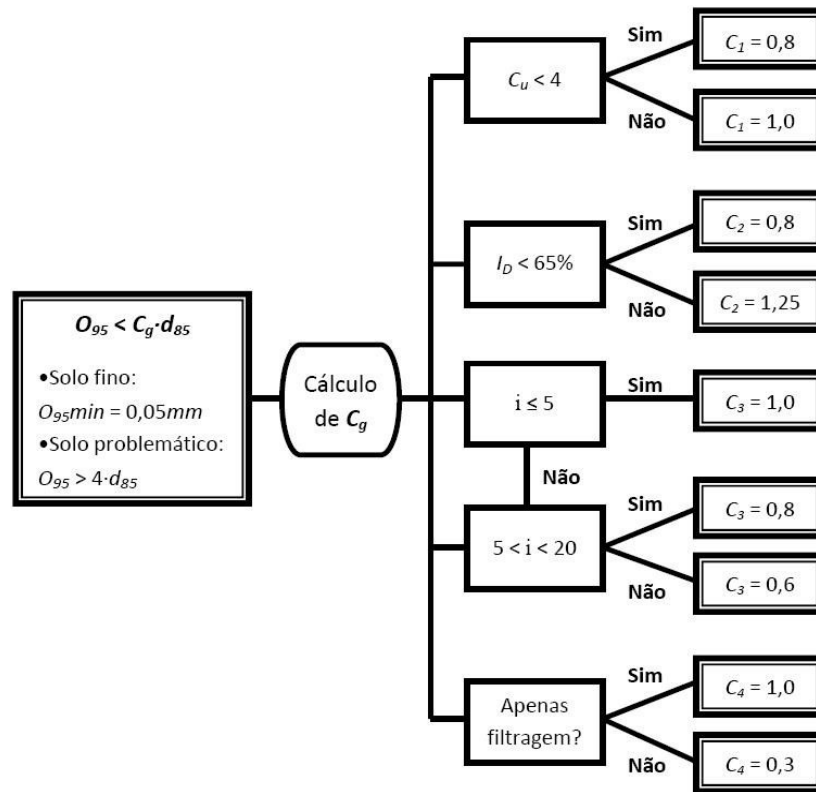 O95 < Cg·d85
•Solo fino:
O95min = 0,05mm
•Solo problemático:
O95 > 4·d85
Cálculo
de Cg
Cu < 4
Sim
C1 = 0,8
Não
C1 = 1,0
ID < 65%
Sim
C2 = 0,8
Não
C2 = 1,25
i ≤ 5
Sim
C3 = 1,0
Não
5 < i < 20
Sim
C3 = 0,8
Não
C3 = 0,6
Apenas
filtragem?
Sim
C4 = 1,0
Não
C4 = 0,3